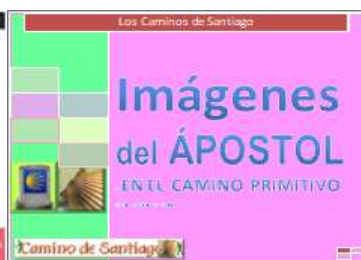 Los Caminos de Santiago
Imágenes
del ÁPOSTOL
EN EL CAMINO PRIMITIVO
Camino de Santiago